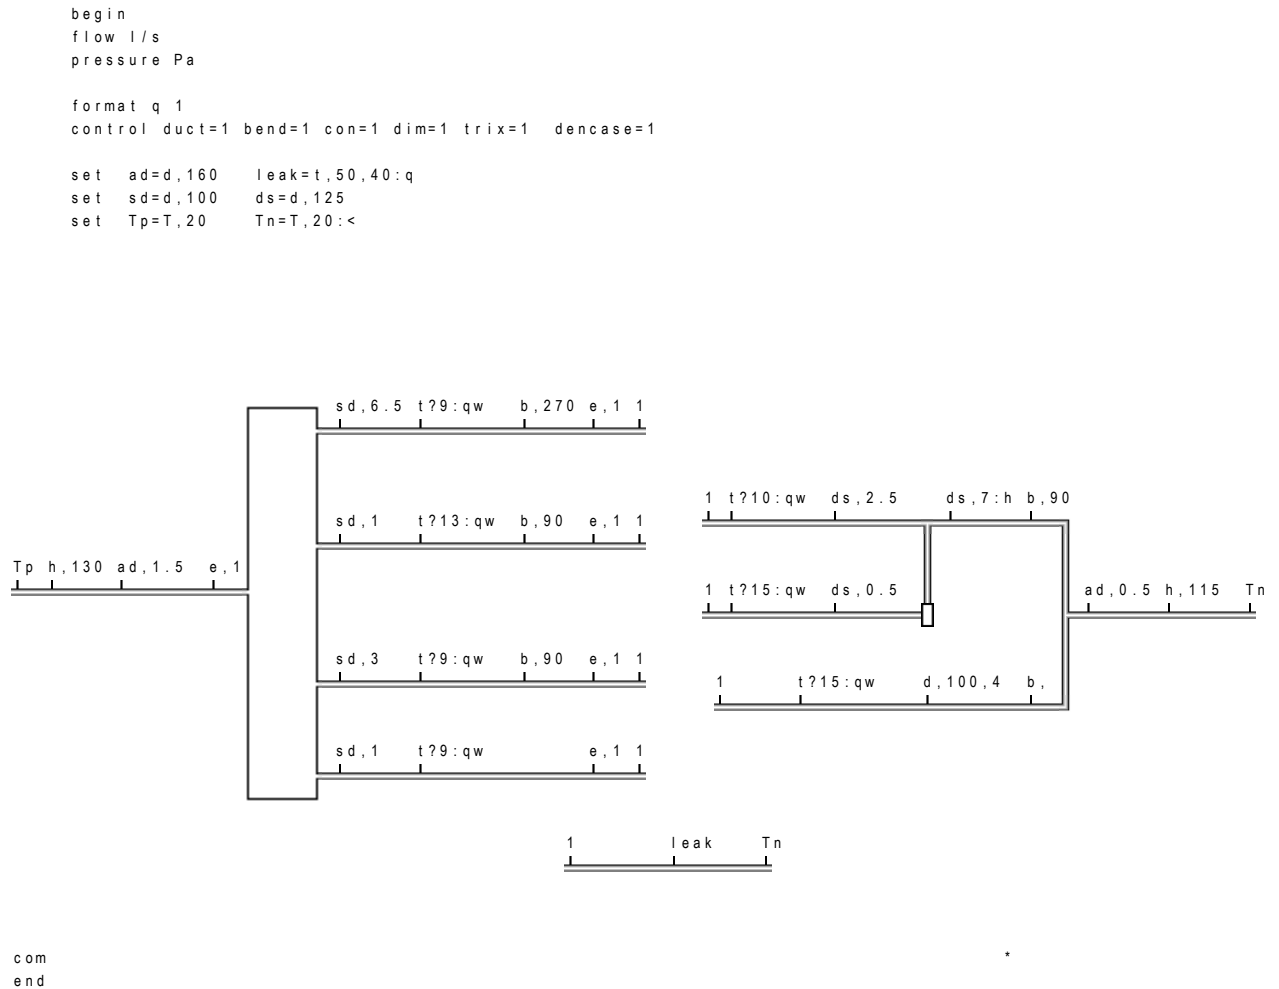 begin
flow l/s
pressure Pa
format q 1
control duct=1 bend=1 con=1 dim=1 trix=1 dencase=1
set ad=d,160 leak=t,50,40:q
set sd=d,100 ds=d,125
set Tp=T,20 Tn=T,20:<
sd,6.5 t?9:qw b,270 e,1 1
1 t?10:qw ds,2.5 ds,7:h b,90
sd,1 t?13:qw b,90 e,1 1
Tp h,130 ad,1.5 e,1
1 t?15:qw ds,0.5 ad,0.5 h,115 Tn
sd,3 t?9:qw b,90 e,1 1
1 t?15:qw d,100,4 b,
sd,1 t?9:qw e,1 1
1 leak Tn
com *
end